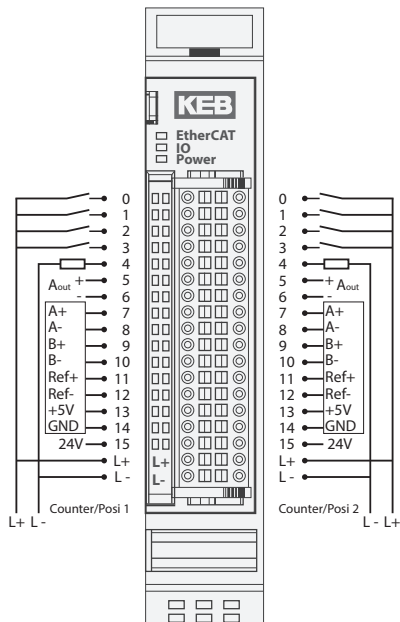 KEB
EtherCAT
IO
Power
0 0
1 1
2 2
3 3
4 4
Aout + 5 5 + Aout
- 6 6 -
A+ 7 7 A+
A- 8 8 A-
B+ 9 9 B+
B- 10 10 B-
Ref+ 11 11 Ref+
Ref- 12 12 Ref-
+5V 13 13 +5V
GND 14 14 GND
24V 15 15 24V
L+ L+ L+
L - L- L -
Counter/Posi 1 Counter/Posi 2
L+ L - L - L+